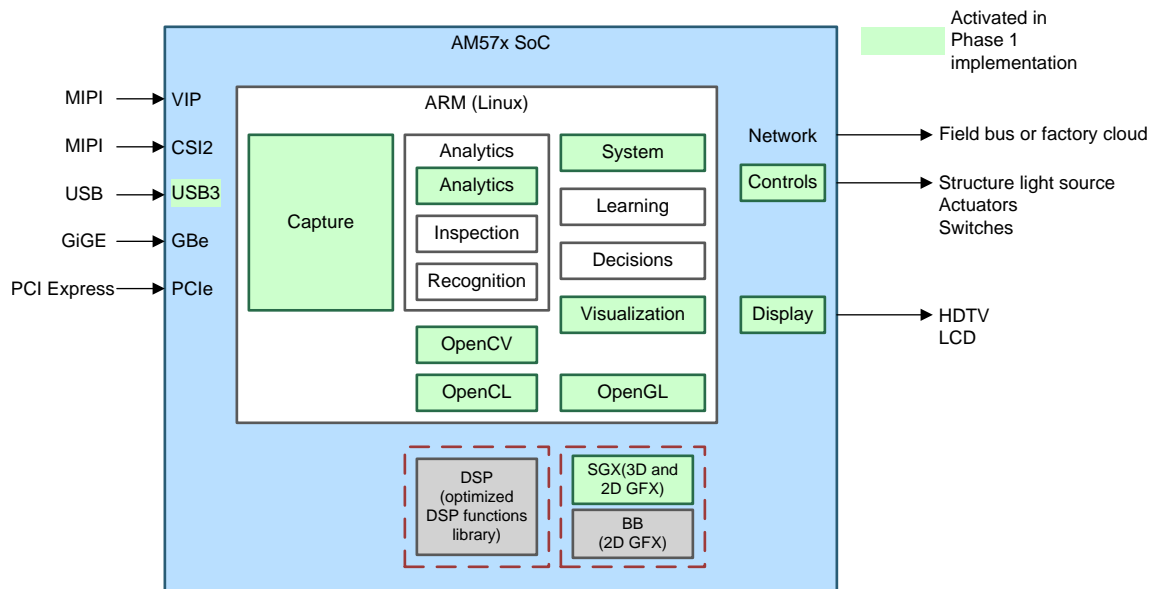 AM57x SoC
Activated in
Phase 1
implementation
MIPI
VIP
MIPI
CSI2
USB
USB3
GiGE
GBe
PCI Express
PCIe
ARM (Linux)
Capture
Analytics
Analytics
Inspection
Recognition
OpenCV
OpenCL
System
Learning
Decisions
Visualization
OpenGL
Network
Controls
Display
Field bus or factory cloud
Structure light source
Actuators
Switches
HDTV
LCD
DSP
(optimized
DSP functions
library)
SGX(3D and
2D GFX)
BB
(2D GFX)